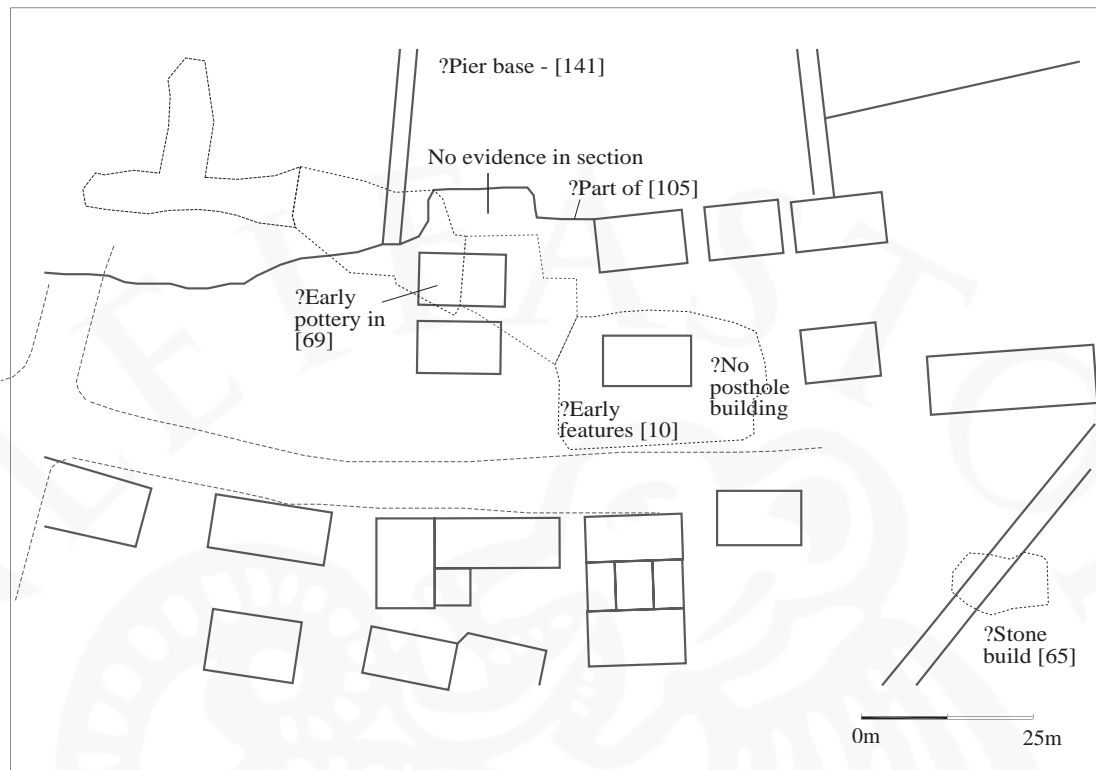 ?Pier base - [141]
No evidence in section
?Part of [105]
?Early
pottery in
[69]
?No
posthole
building
?Early
features [10]
?Stone
build [65]
0m
25m